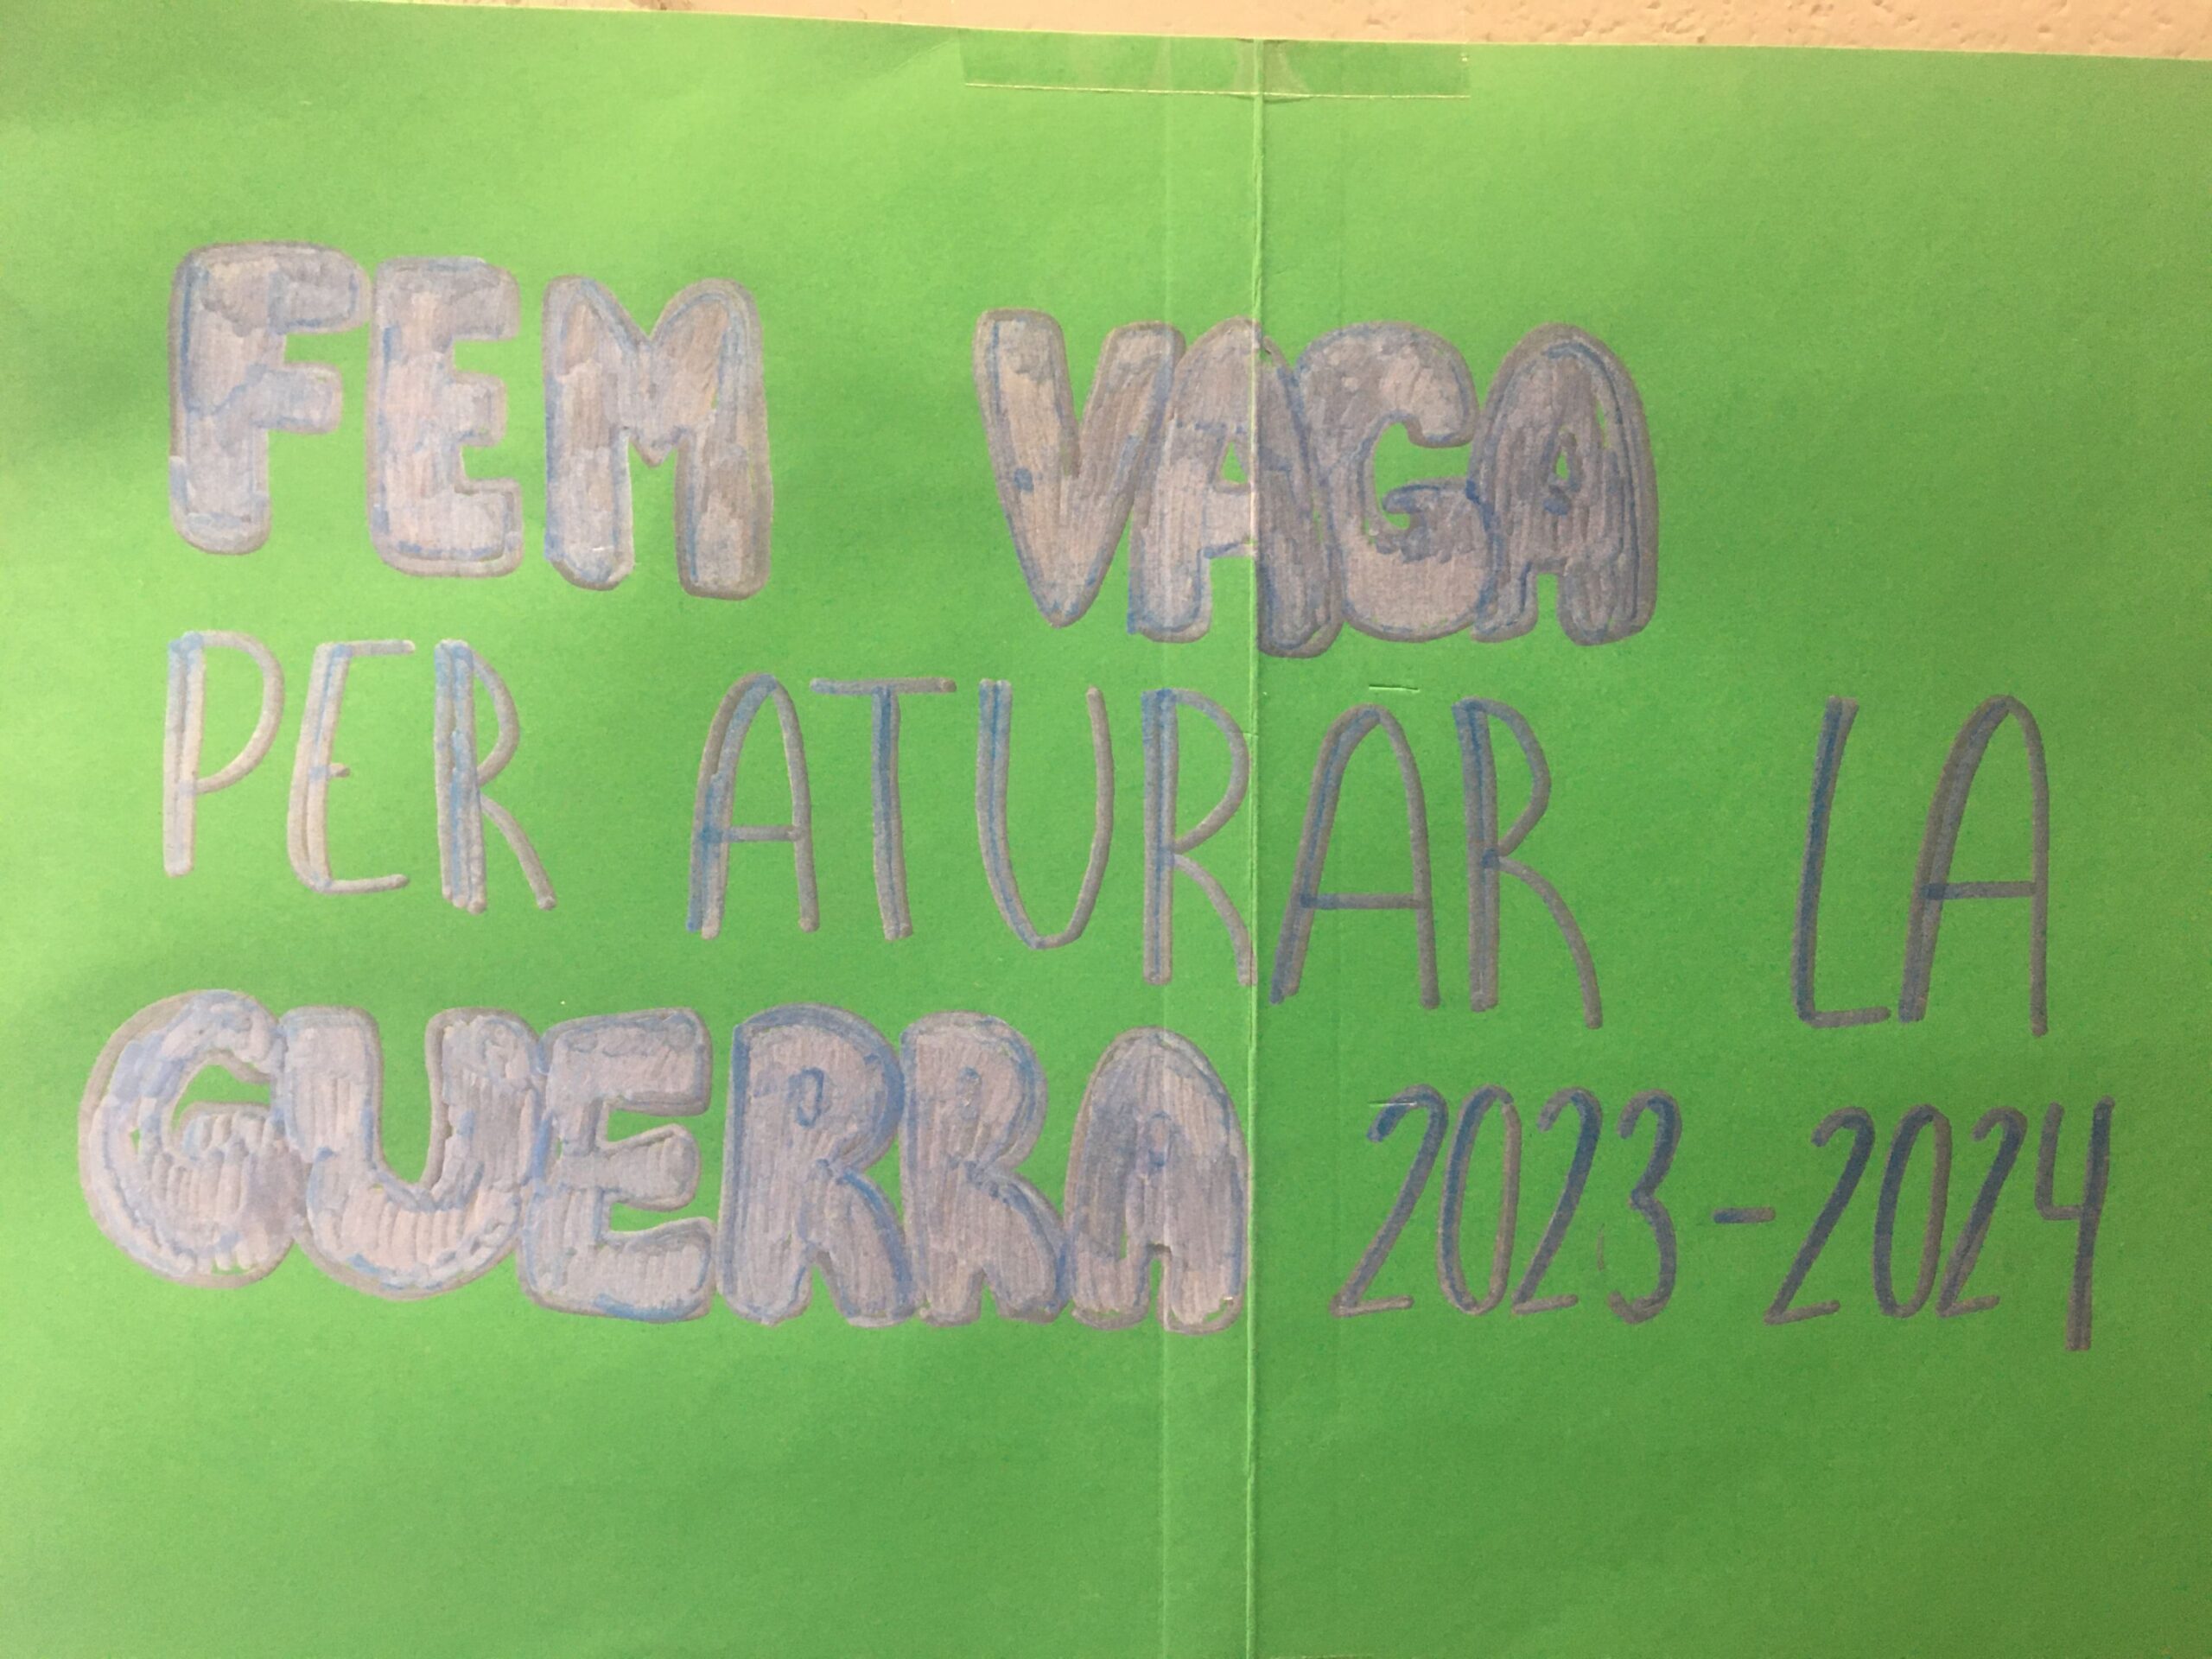 FEM VAGA
PER ATURAR LA
GUERRA 2023-2024